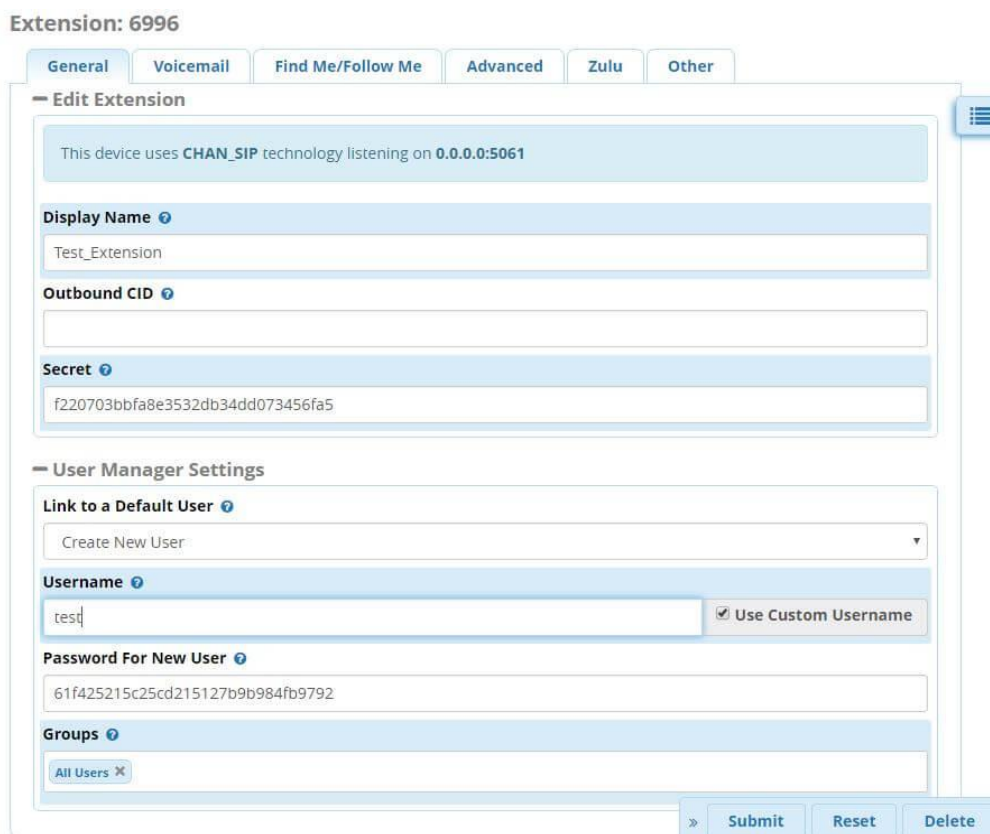 Extension: 6996
General Voicemail Find Me/Follow Me Advanced Zulu Other
Edit Extension
This device uses CHAN_SIP technology listening on 0.0.0.0:5061
Display Name
Test_Extension
Outbound CID
Secret
f220703bbfa8e3532db34dd073456fa5
User Manager Settings
Link to a Default User
Create New User
Username
test Use Custom Username
Password For New User
61f425215c25cd215127b9b984fb9792
Groups
All Users ×
» Submit Reset Delete